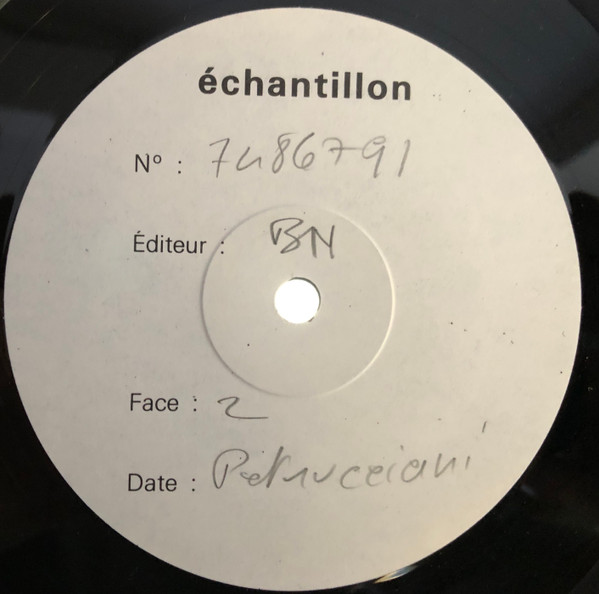 échantillon
N° : 7486791
Éditeur : BN
Face : 2
Date : Petrucciani